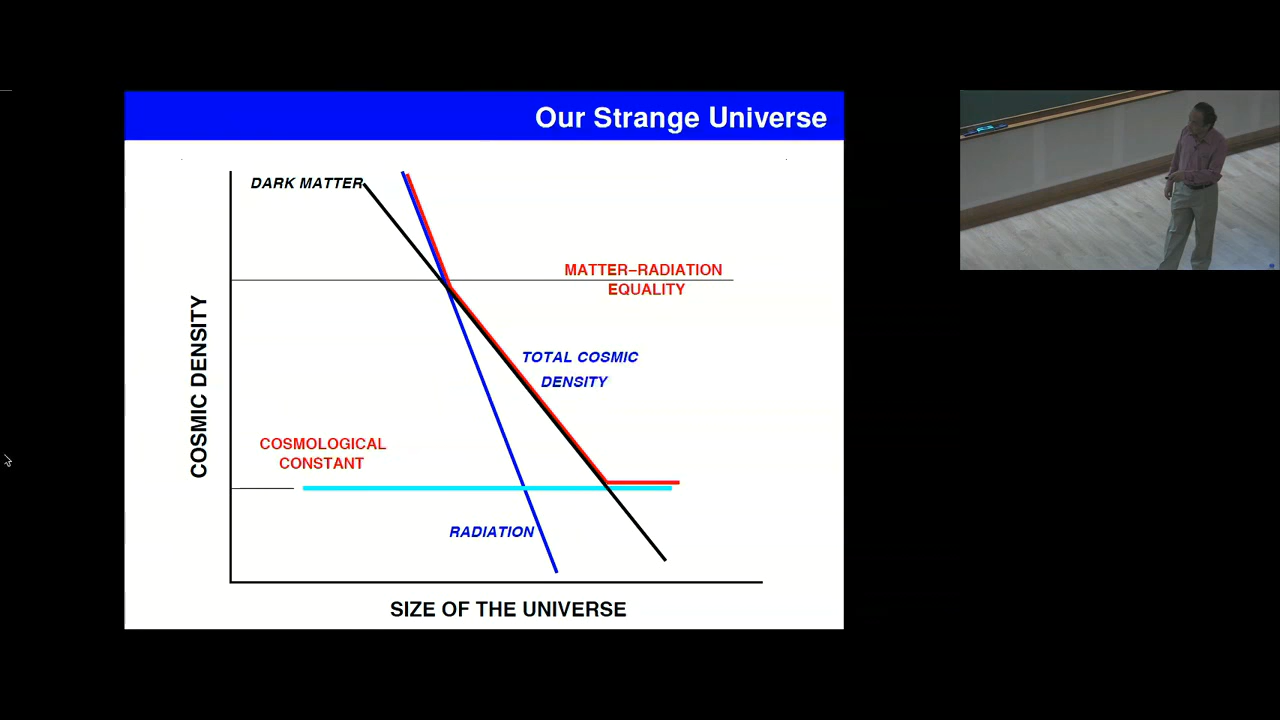 Our Strange Universe
DARK MATTER
MATTER–RADIATION
EQUALITY
TOTAL COSMIC
DENSITY
COSMIC DENSITY
COSMOLOGICAL
CONSTANT
RADIATION
SIZE OF THE UNIVERSE